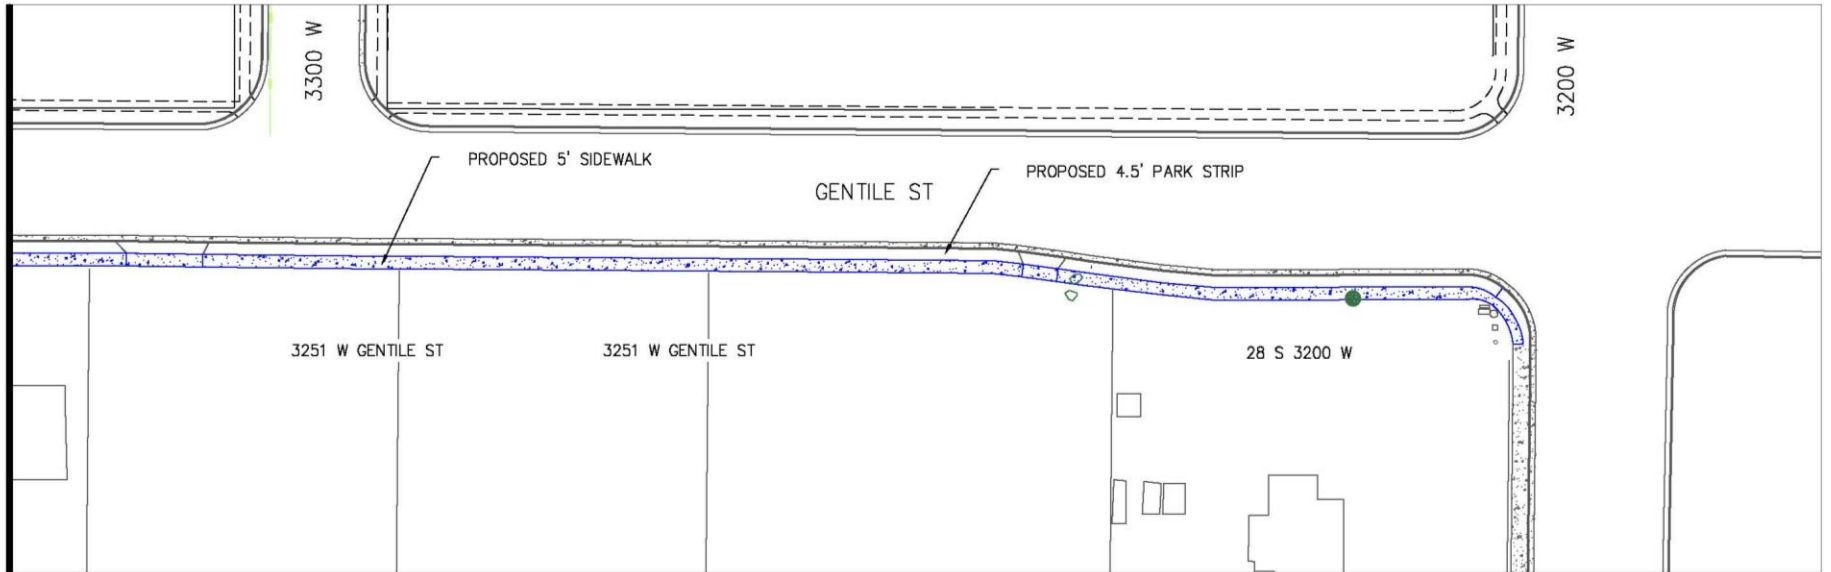 3300 W
3200 W
PROPOSED 5' SIDEWALK
PROPOSED 4.5' PARK STRIP
GENTILE ST
3251 W GENTILE ST
3251 W GENTILE ST
28 S 3200 W